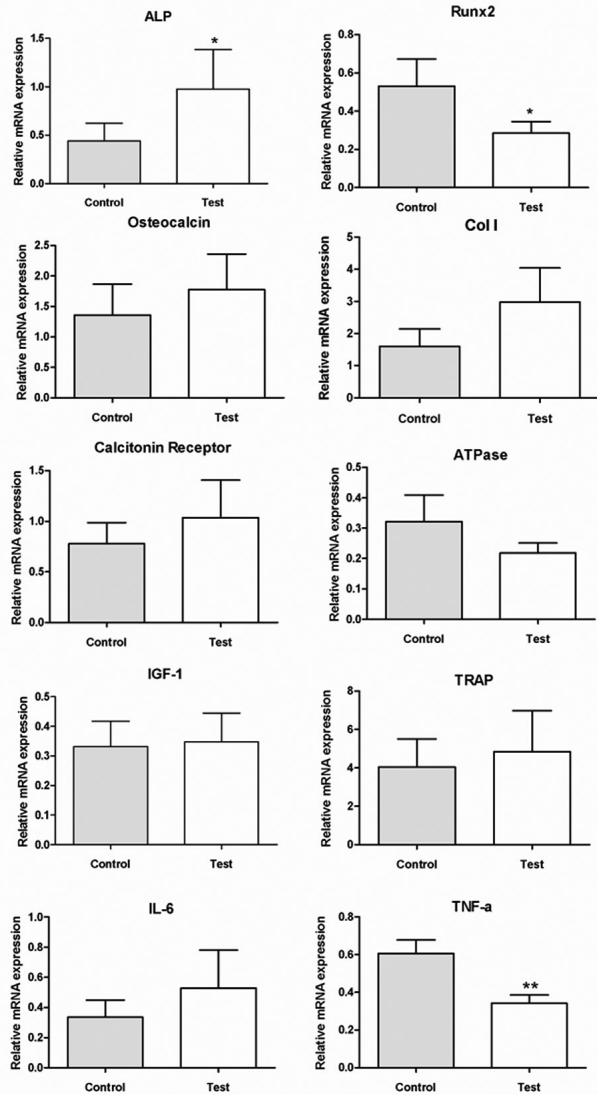 ALP
Relative mRNA expression
1.5
1.0
0.5
0.0
*
Control Test
Runx2
Relative mRNA expression
0.8
0.6
0.4
0.2
0.0
*
Control Test
Osteocalcin
Relative mRNA expression
2.5
2.0
1.5
1.0
0.5
0.0
Control Test
Col I
Relative mRNA expression
5
4
3
2
1
0
Control Test
Calcitonin Receptor
Relative mRNA expression
1.5
1.0
0.5
0.0
Control Test
ATPase
Relative mRNA expression
0.5
0.4
0.3
0.2
0.1
0.0
Control Test
IGF-1
Relative mRNA expression
0.5
0.4
0.3
0.2
0.1
0.0
Control Test
TRAP
Relative mRNA expression
8
6
4
2
0
Control Test
IL-6
Relative mRNA expression
1.0
0.8
0.6
0.4
0.2
0.0
Control Test
TNF-a
Relative mRNA expression
0.8
0.6
0.4
0.2
0.0
**
Control Test